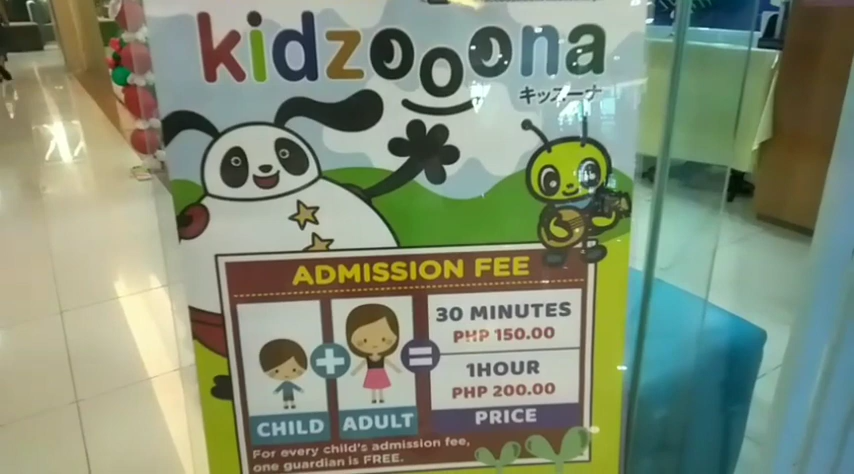 kidzooona
キッズーナ
ADMISSION FEE
30 MINUTES
PHP 150.00
1HOUR
PHP 200.00
CHILD + ADULT = PRICE
For every child's admission fee,
one guardian is FREE.